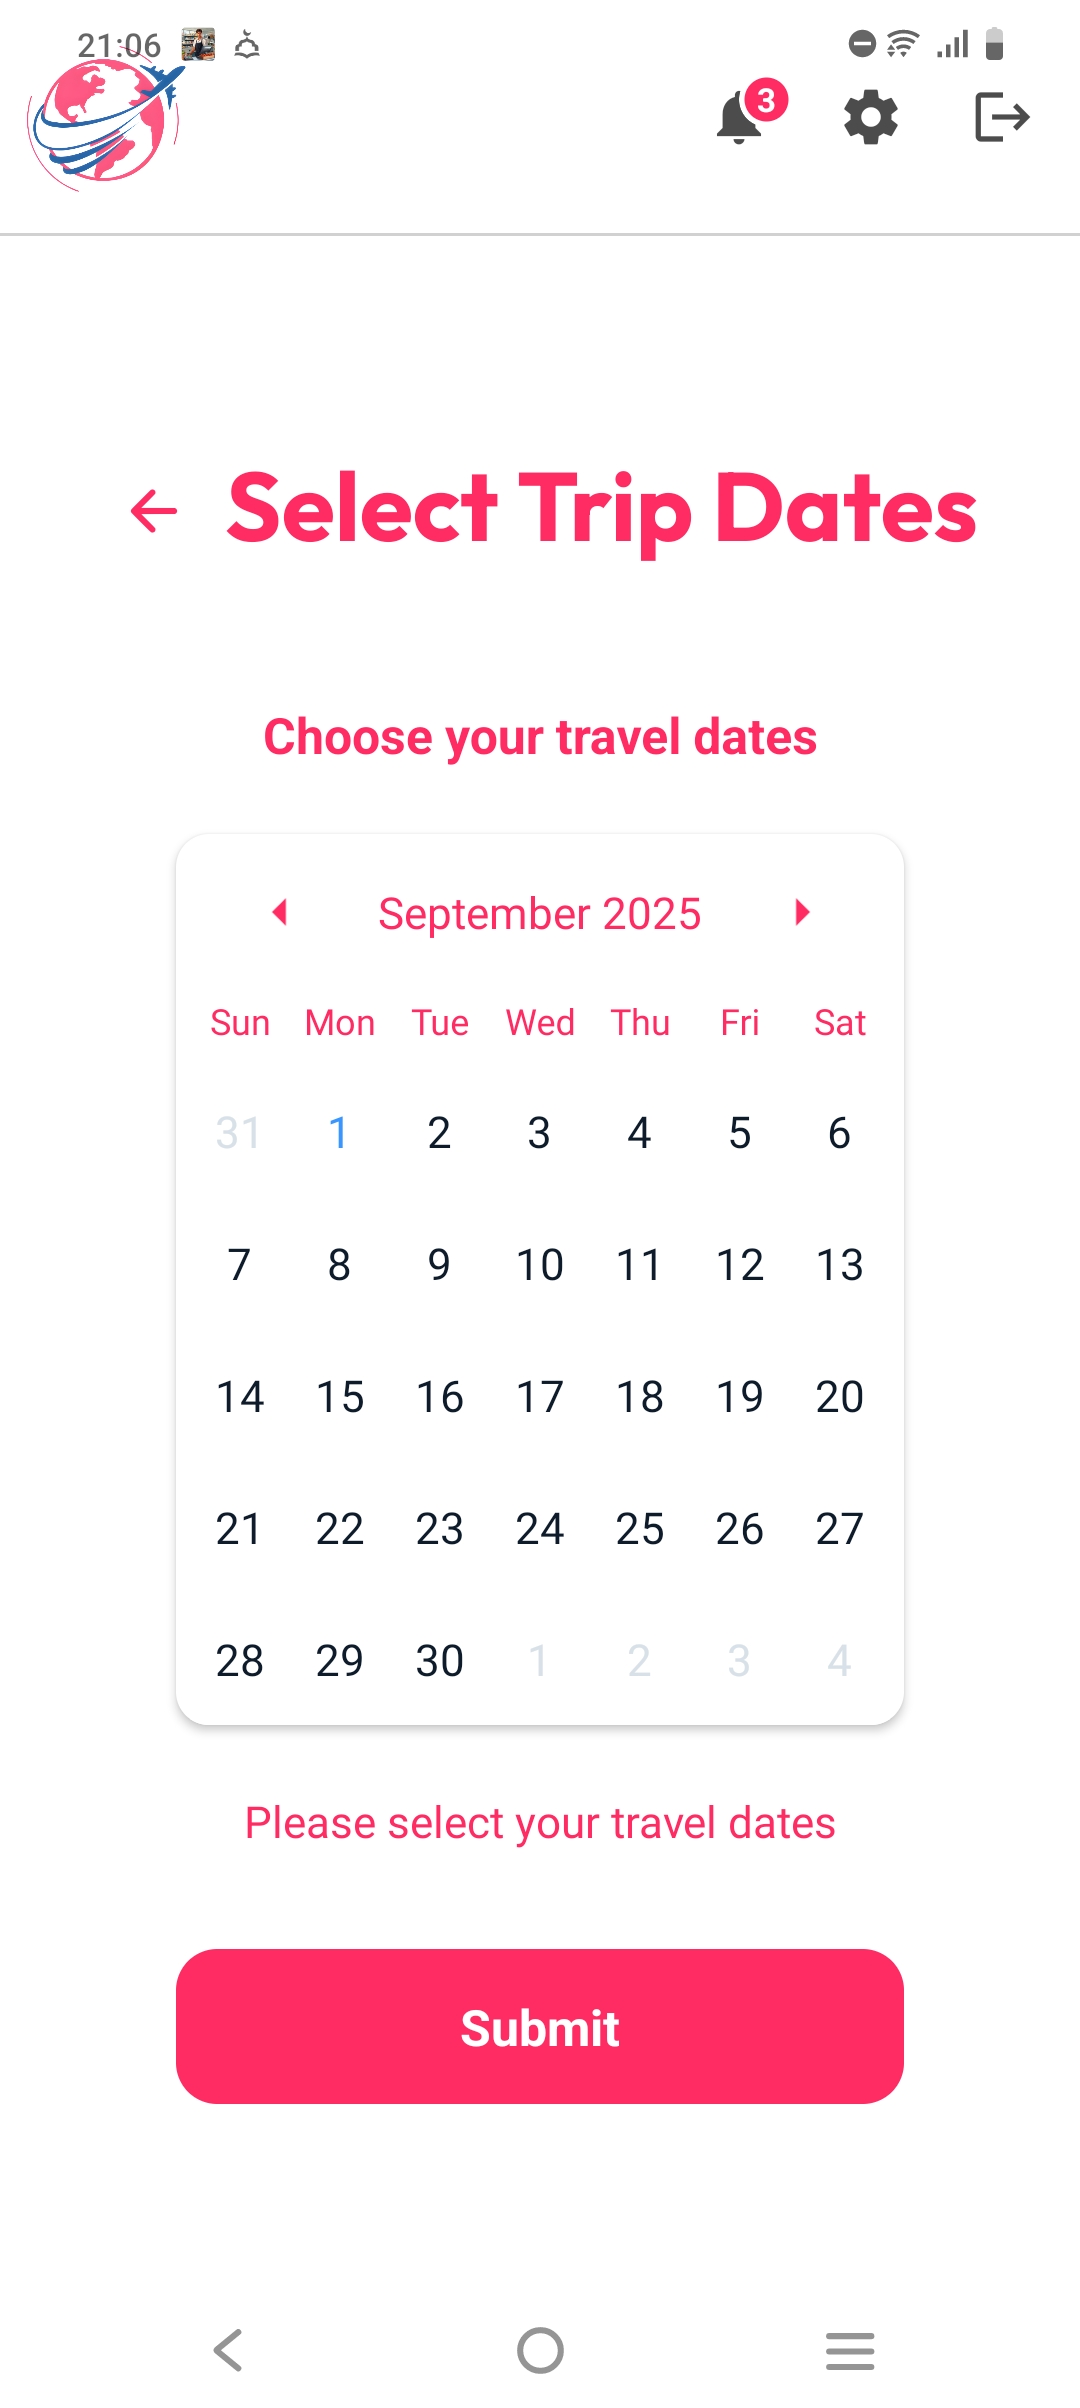 21:06
3
Select Trip Dates
Choose your travel dates
September 2025
Sun Mon Tue Wed Thu Fri Sat
31 1 2 3 4 5 6
7 8 9 10 11 12 13
14 15 16 17 18 19 20
21 22 23 24 25 26 27
28 29 30 1 2 3 4
Please select your travel dates
Submit